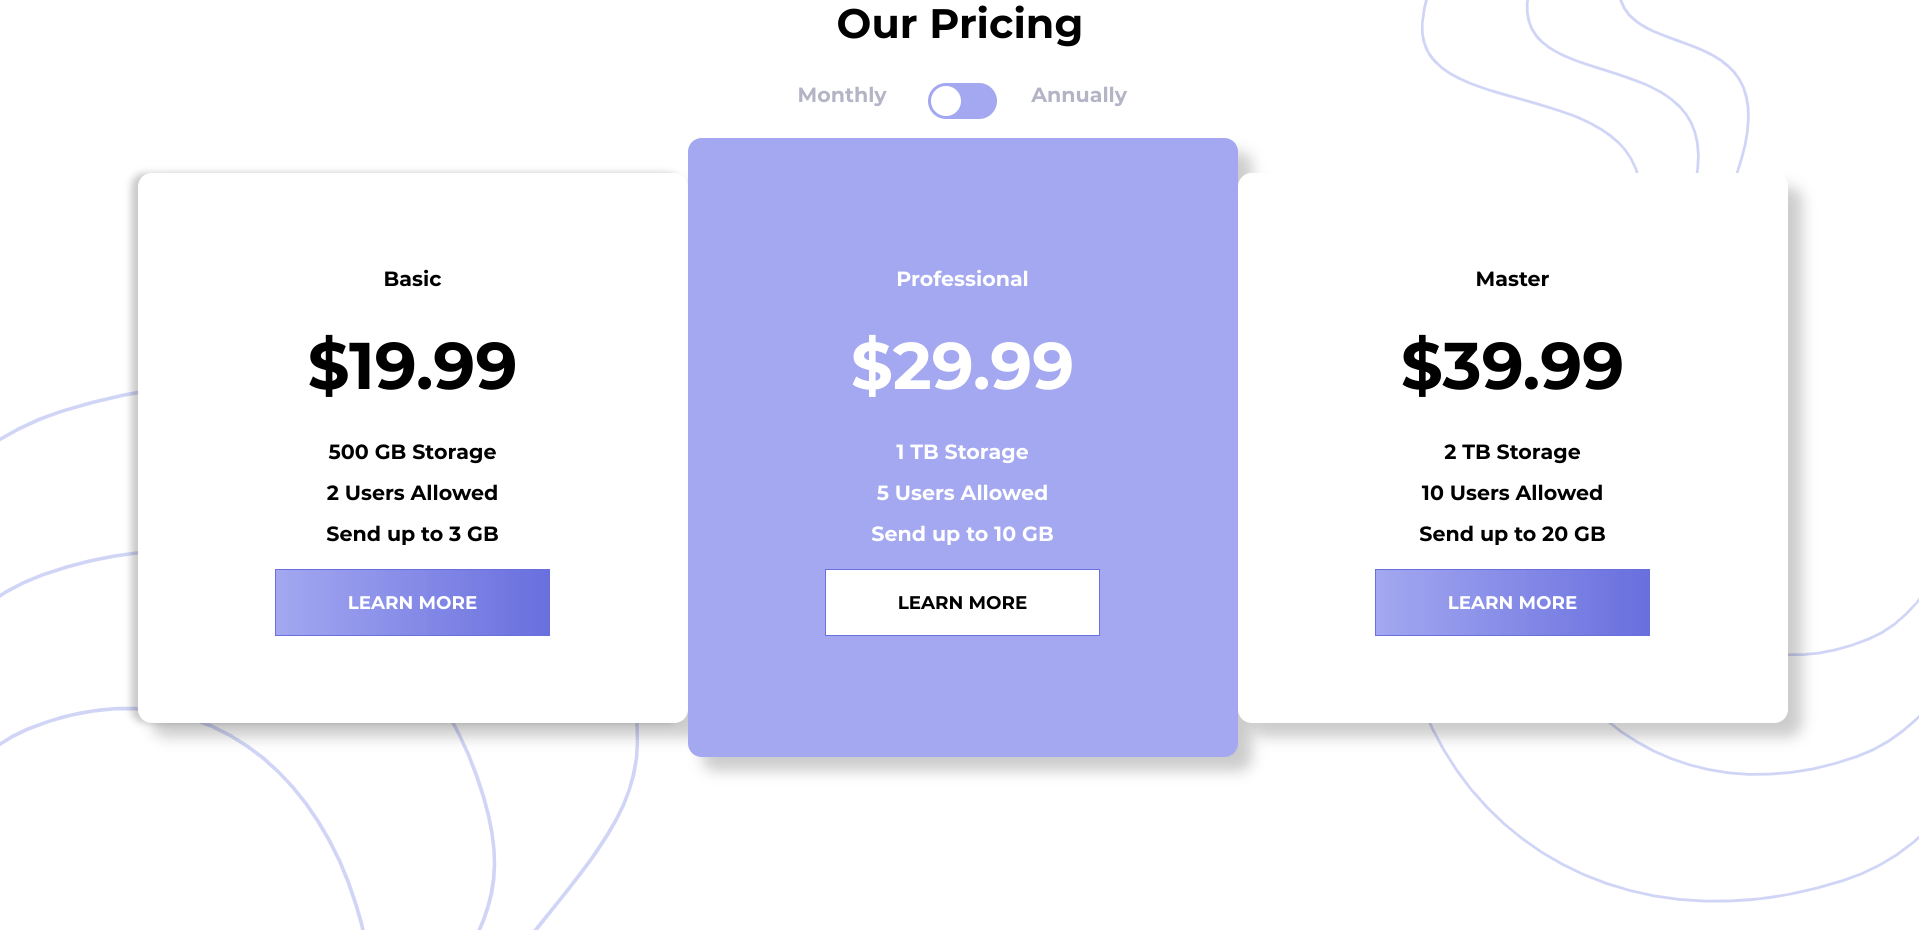 Our Pricing
Monthly
Annually
Basic
$19.99
500 GB Storage
2 Users Allowed
Send up to 3 GB
LEARN MORE
Professional
$29.99
1 TB Storage
5 Users Allowed
Send up to 10 GB
LEARN MORE
Master
$39.99
2 TB Storage
10 Users Allowed
Send up to 20 GB
LEARN MORE